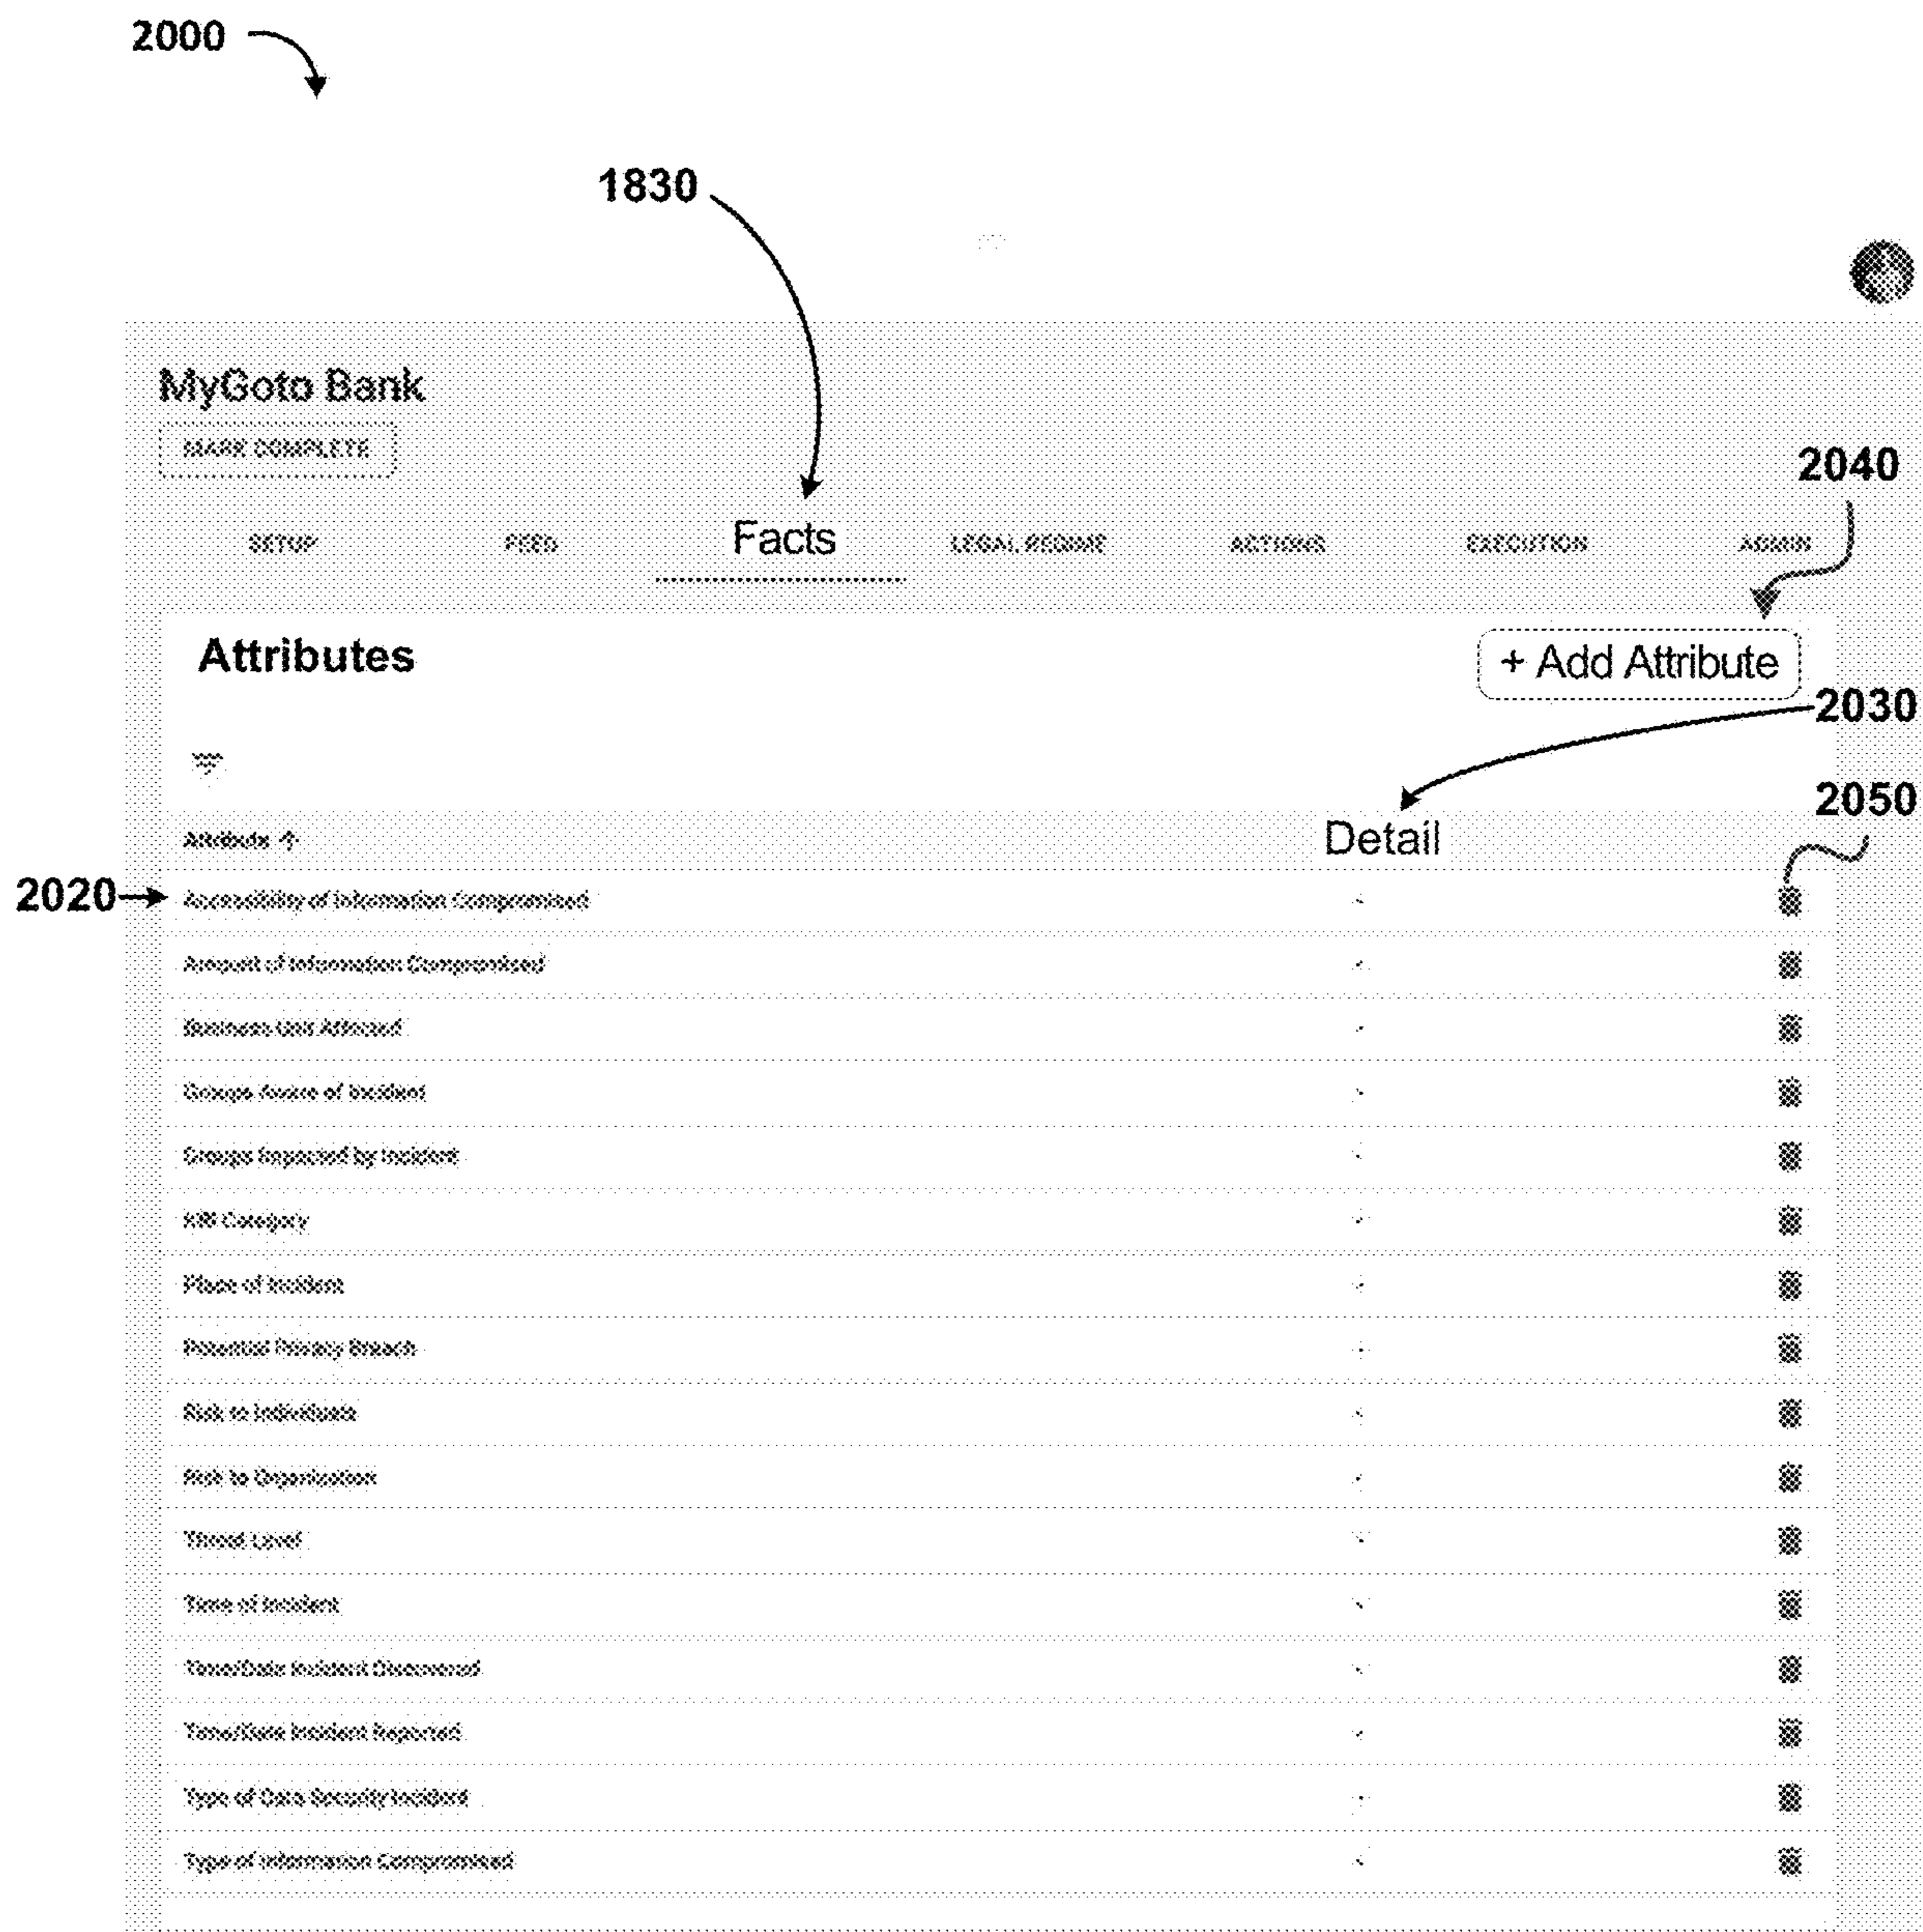 2000
1830
MyGoto Bank
MARK COMPLETE
2040
SETUP FEED Facts LEGAL REGIME ACTIONS EXECUTION ADMIN
Attributes + Add Attribute
2030
2050
Attribute ↑ Detail
2020 Accessibility of Information Compromised
Amount of Information Compromised
Business Unit Affected
Groups Aware of Incident
Groups Impacted by Incident
Category
Place of Incident
Potential Privacy Breach
Risk to Individuals
Risk to Organization
Threat Level
Time of Incident
Time/Date Incident Discovered
Time/Date Incident Reported
Type of Data Security Incident
Type of Information Compromised